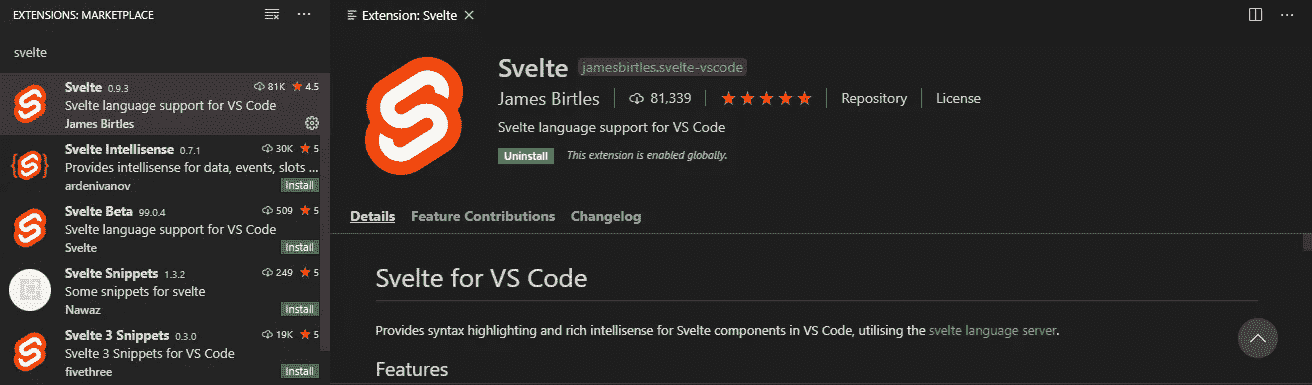 EXTENSIONS: MARKETPLACE
svelte
Svelte 0.9.3 81K 4.5
Svelte language support for VS Code
James Birtles
Svelte Intellisense 0.7.1 30K 5
Provides intellisense for data, events, slots ...
ardenivanov
Install
Svelte Beta 99.0.4 509 5
Svelte language support for VS Code
Svelte
Install
Svelte Snippets 1.3.2 249 5
Some snippets for svelte
Nawaz
Install
Svelte 3 Snippets 0.3.0 19K 5
Svelte 3 Snippets for VS Code
fivethree
Install
Extension: Svelte
Svelte jamesbirtles.svelte-vscode
James Birtles 81,339 Repository License
Svelte language support for VS Code
Uninstall This extension is enabled globally.
Details Feature Contributions Changelog
Svelte for VS Code
Provides syntax highlighting and rich intellisense for Svelte components in VS Code, utilising the svelte language server.
Features